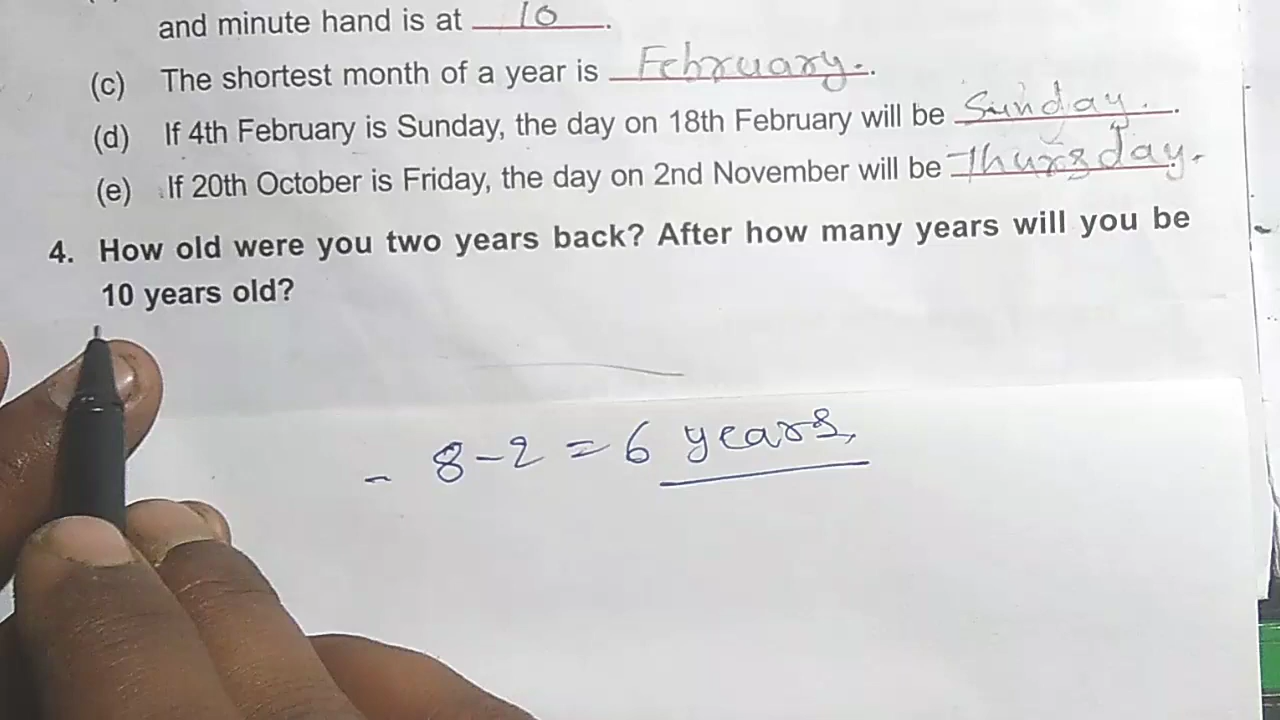 and minute hand is at 10.
(c) The shortest month of a year is February.
(d) If 4th February is Sunday, the day on 18th February will be Sunday.
(e) If 20th October is Friday, the day on 2nd November will be Thursday.
4. How old were you two years back? After how many years will you be
10 years old?
- 8-2 = 6 years,